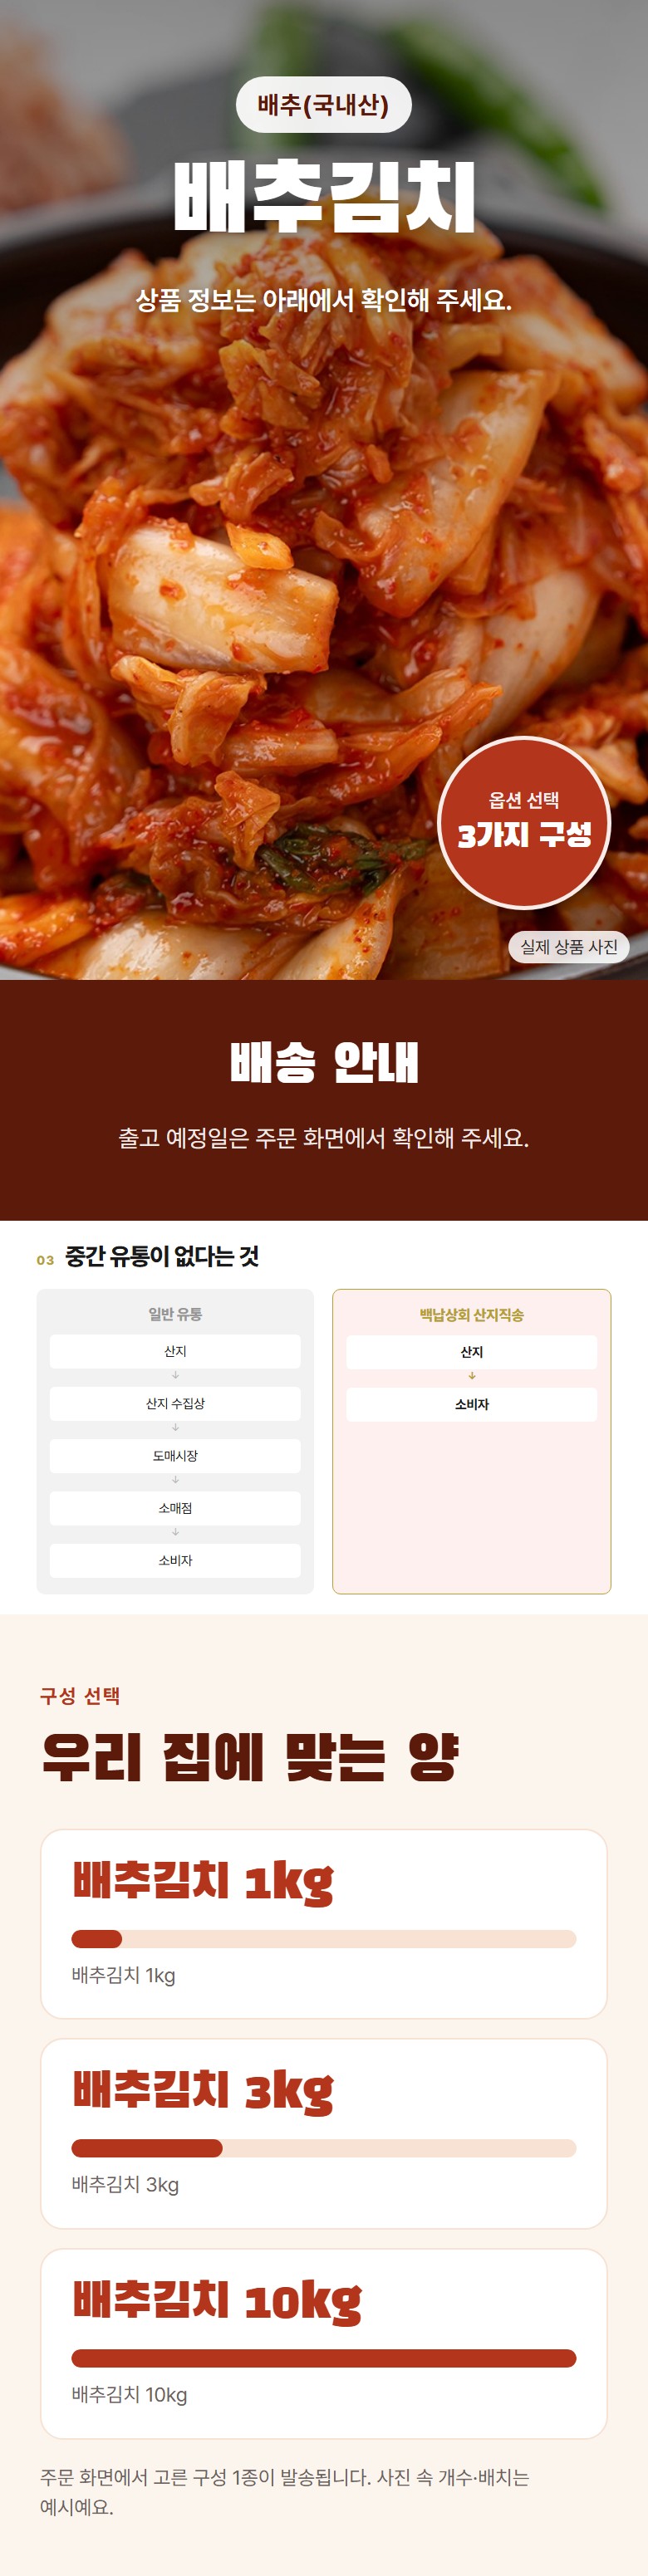 배추(국내산)
배추김치
상품 정보는 아래에서 확인해 주세요.
옵션 선택
3가지 구성
실제 상품 사진
배송 안내
출고 예정일은 주문 화면에서 확인해 주세요.
03 중간 유통이 없다는 것
일반 유통
산지
↓
산지 수집상
↓
도매시장
↓
소매점
↓
소비자
백납상회 산지직송
산지
↓
소비자
구성 선택
우리 집에 맞는 양
배추김치 1kg
배추김치 1kg
배추김치 3kg
배추김치 3kg
배추김치 10kg
배추김치 10kg
주문 화면에서 고른 구성 1종이 발송됩니다. 사진 속 개수·배치는
예시예요.